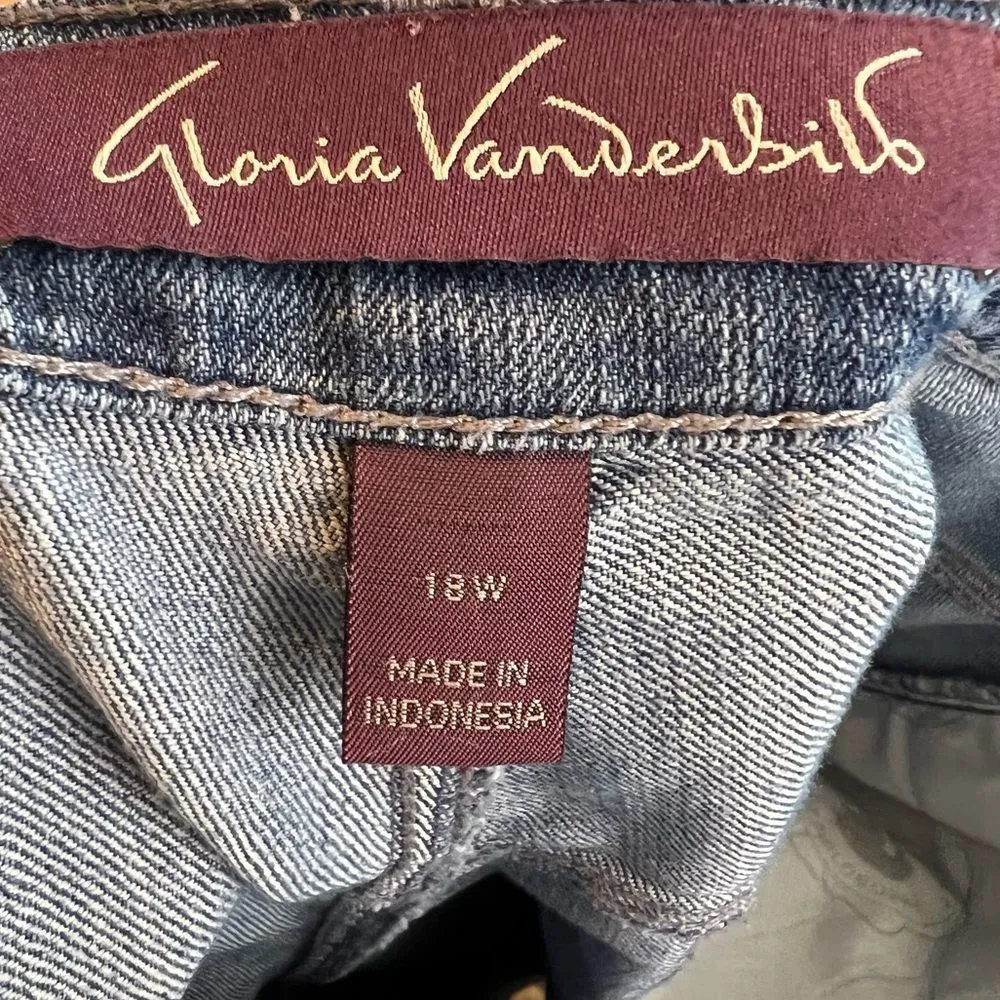 Gloria Vanderbilt
18W
MADE IN
INDONESIA